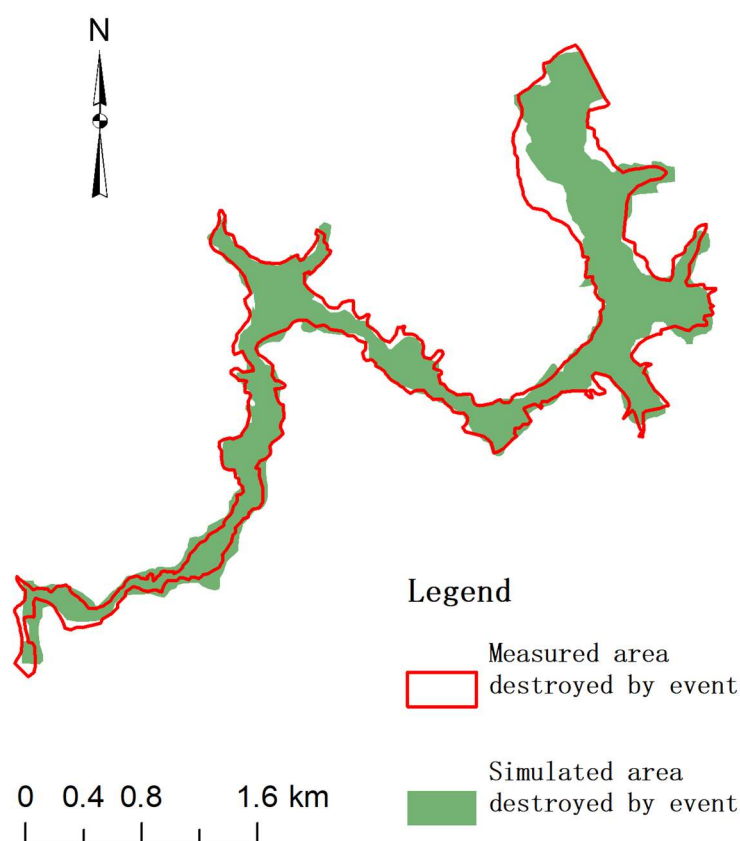 N
Legend
Measured area
destroyed by event
Simulated area
destroyed by event
0 0.4 0.8 1.6 km